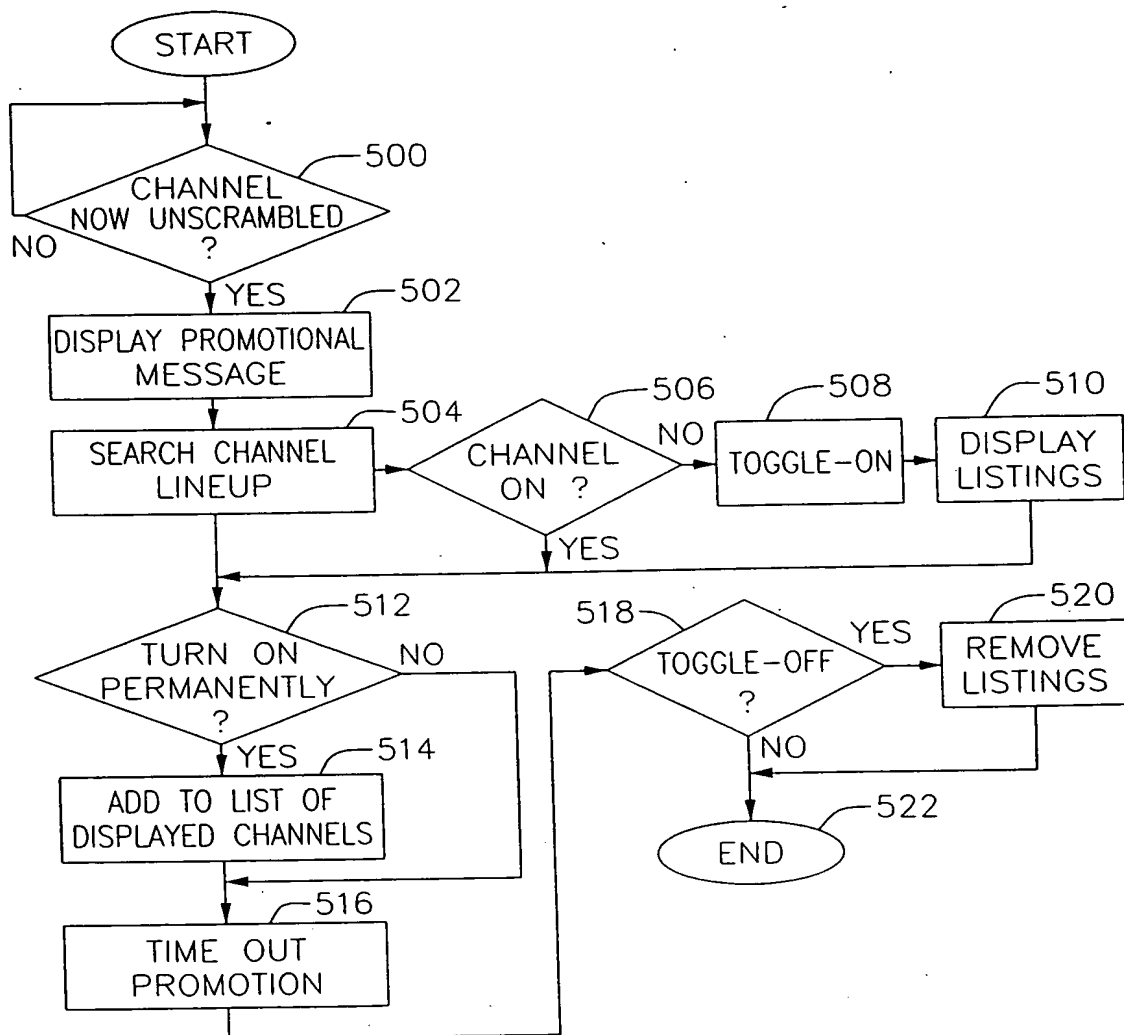 START
500
CHANNEL
NOW UNSCRAMBLED
?
NO
YES
502
DISPLAY PROMOTIONAL
MESSAGE
504
SEARCH CHANNEL
LINEUP
506
CHANNEL
ON ?
NO
YES
508
TOGGLE-ON
510
DISPLAY
LISTINGS
512
TURN ON
PERMANENTLY
?
NO
YES
514
ADD TO LIST OF
DISPLAYED CHANNELS
516
TIME OUT
PROMOTION
518
TOGGLE-OFF
?
YES
NO
520
REMOVE
LISTINGS
522
END